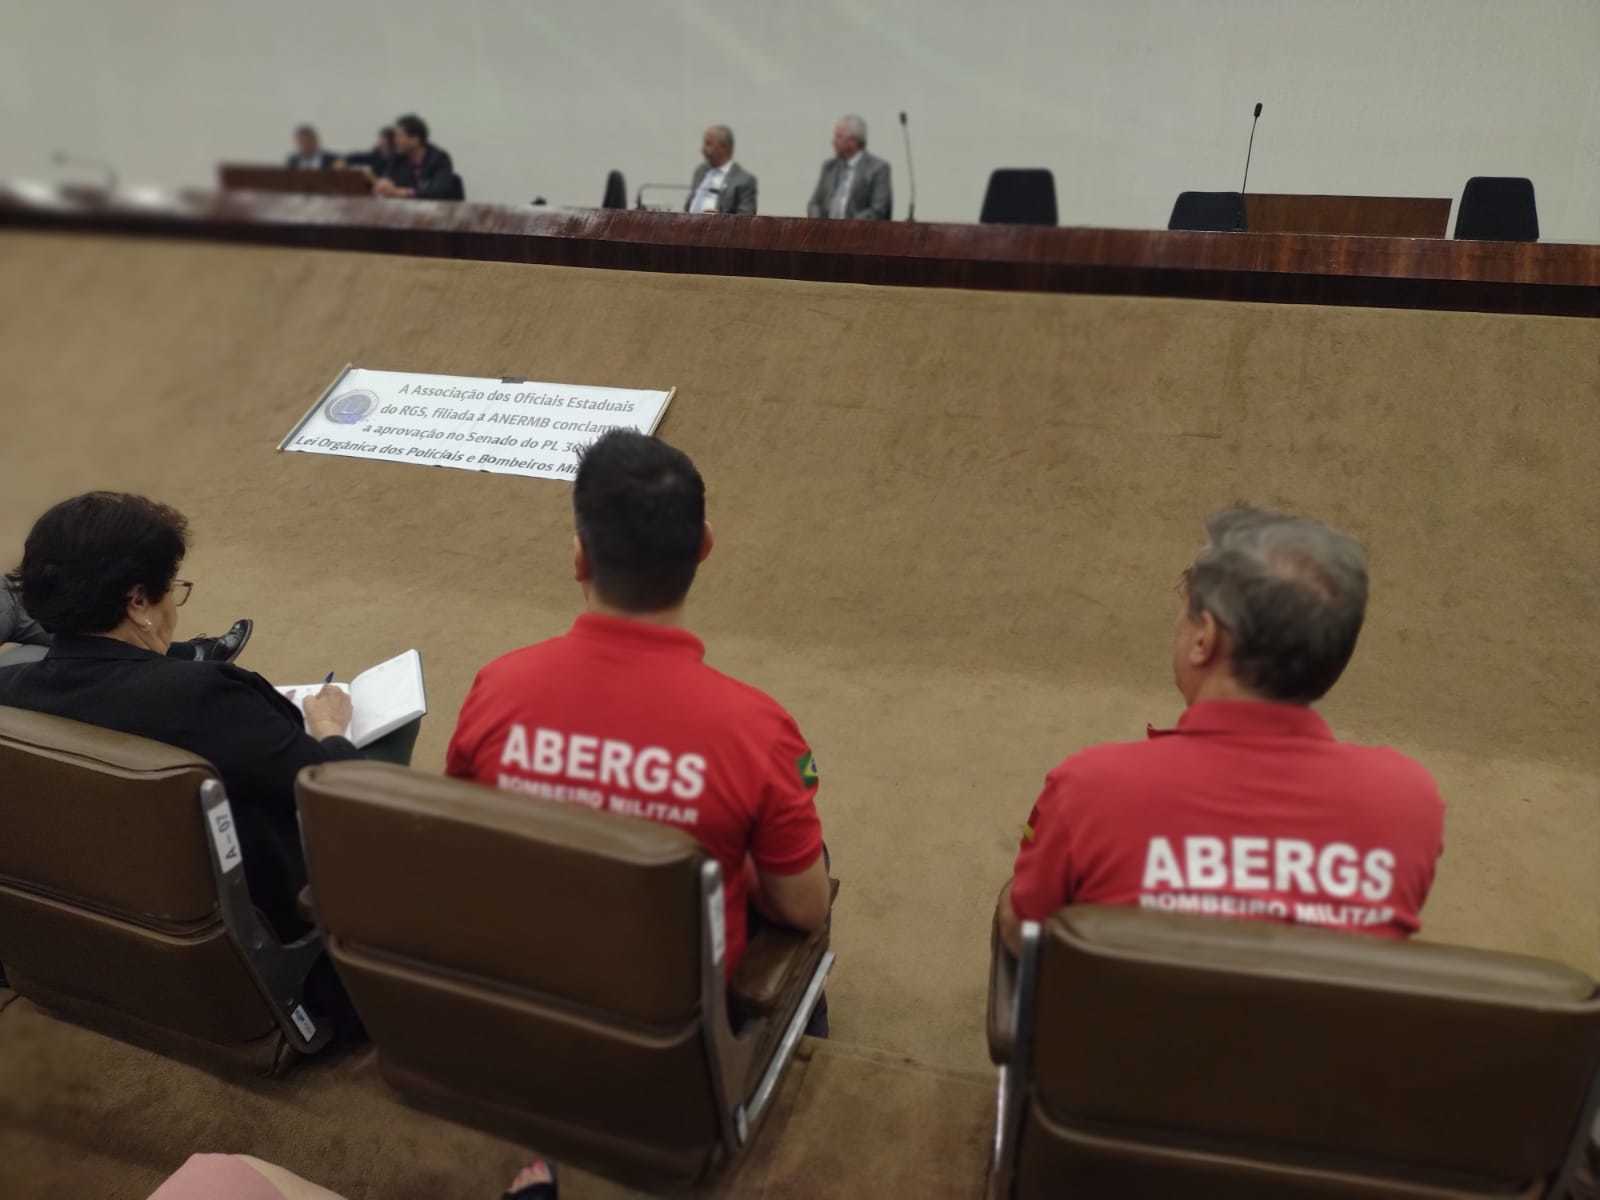 A Associação dos Oficiais Estaduais
do RGS, filiada a ANERMB
a aprovação no Senado do PL
Lei Orgânica dos Policiais e Bombeiros
ABERGS
BOMBEIRO MILITAR
ABERGS
BOMBEIRO MILITAR
A-07